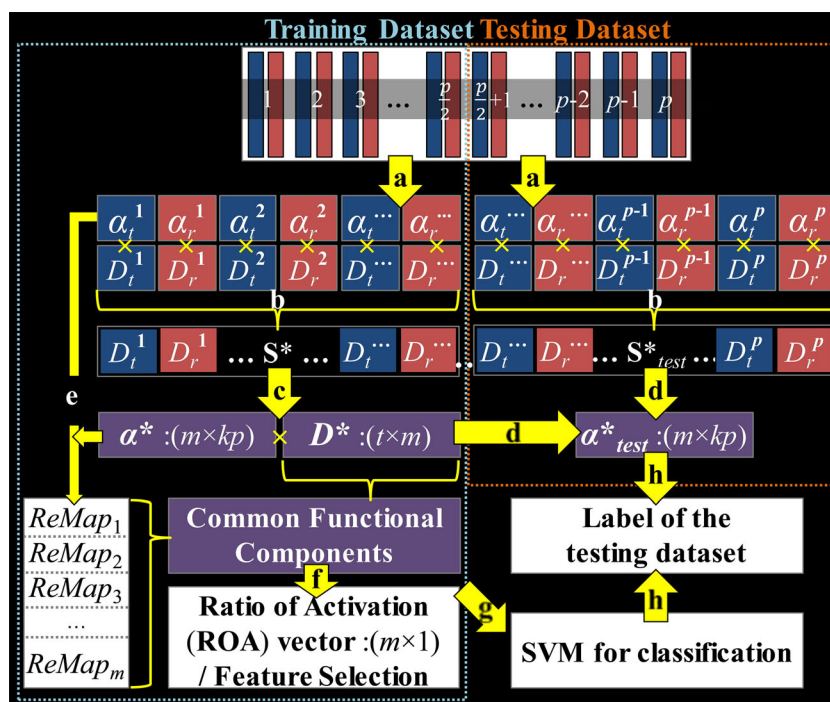 Training Dataset Testing Dataset
1 2 3 ... p/2 p/2+1 ... p-2 p-1 p
a a
α_t^1 α_r^1 α_t^2 α_r^2 α_t^... α_r^... α_t^... α_r^... α_t^p-1 α_r^p-1 α_t^p α_r^p
× × × × × × × × × × × ×
D_t^1 D_r^1 D_t^2 D_r^2 D_t^... D_r^... D_t^... D_r^... D_t^p-1 D_r^p-1 D_t^p D_r^p
b b
D_t^1 D_r^1 ... S* ... D_t^... D_r^... ... D_t^... D_r^... ... S*_test ... D_t^p D_r^p
e c d
α* :(m×kp) × D* :(t×m) d α*_test :(m×kp)
h
ReMap_1
ReMap_2
ReMap_3
...
ReMap_m
Common Functional
Components
Label of the
testing dataset
f g h
Ratio of Activation
(ROA) vector :(m×1)
/ Feature Selection
SVM for classification